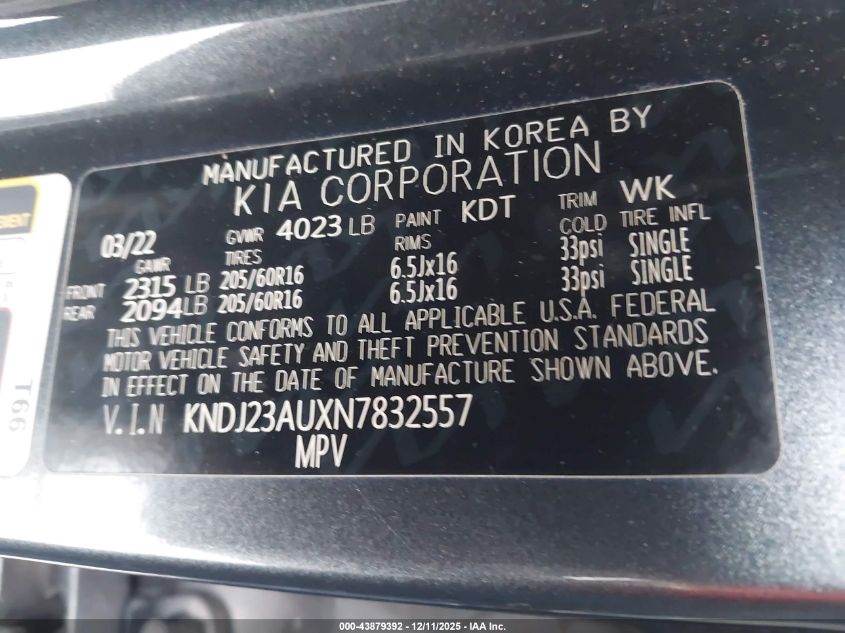 MANUFACTURED IN KOREA BY
KIA CORPORATION
03/22 GVWR 4023 LB PAINT KDT TRIM WK
GAWR TIRES RIMS COLD TIRE INFL
FRONT 2315 LB 205/60R16 6.5Jx16 33psi SINGLE
REAR 2094LB 205/60R16 6.5Jx16 33psi SINGLE
THIS VEHICLE CONFORMS TO ALL APPLICABLE U.S.A. FEDERAL
MOTOR VEHICLE SAFETY AND THEFT PREVENTION STANDARDS
IN EFFECT ON THE DATE OF MANUFACTURE SHOWN ABOVE.
V.I.N KNDJ23AUXN7832557
MPV
T66
000-43879392 - 12/11/2025 - IAA Inc.